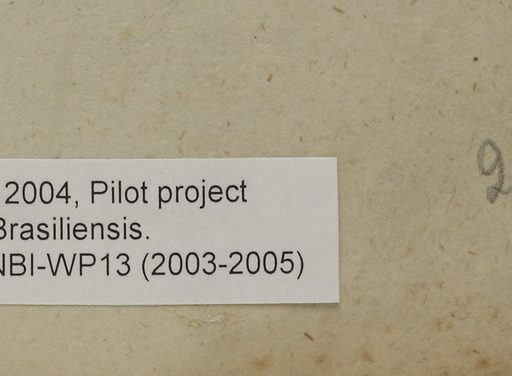 2004, Pilot project
Brasiliensis.
NBI-WP13 (2003-2005)